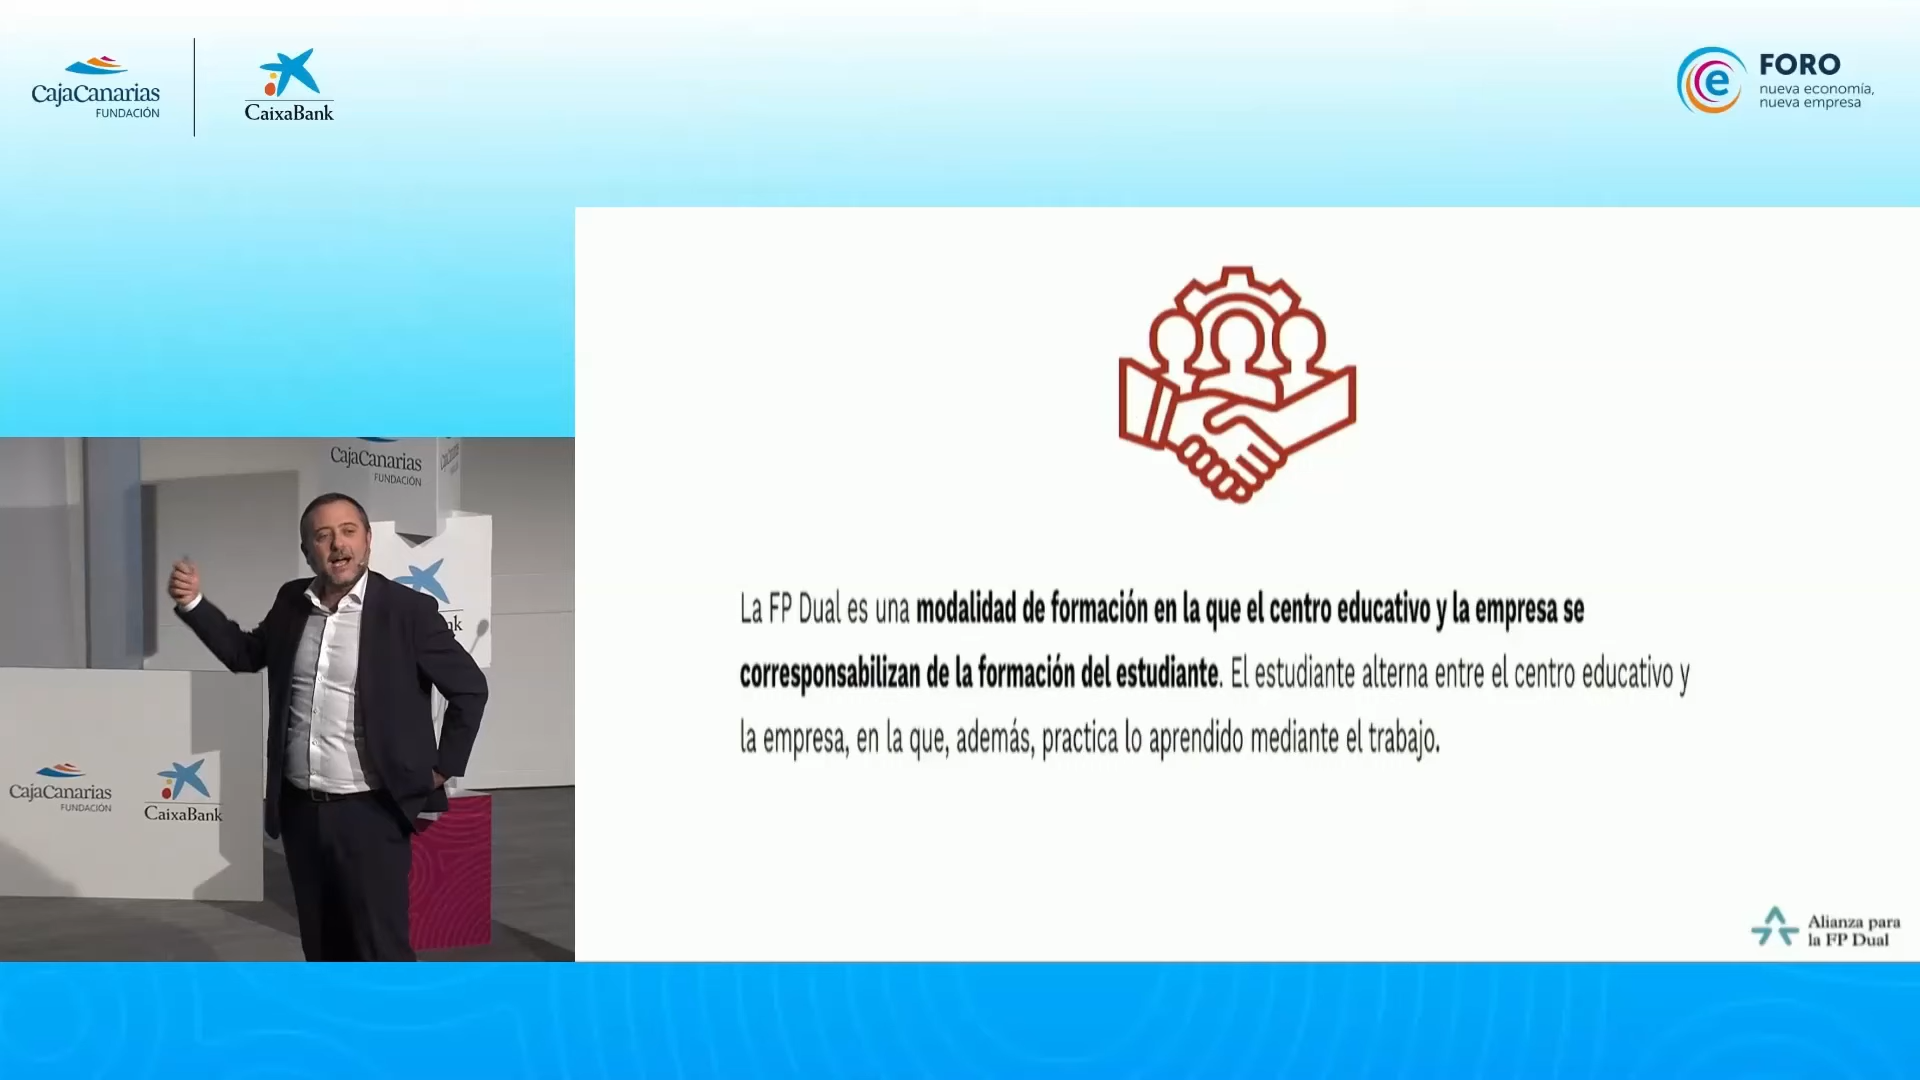 CajaCanarias
FUNDACIÓN
CaixaBank
FORO
nueva economía,
nueva empresa
CajaCanarias
FUNDACIÓN
nk
CajaCanarias
FUNDACIÓN
CaixaBank
La FP Dual es una modalidad de formación en la que el centro educativo y la empresa se
corresponsabilizan de la formación del estudiante. El estudiante alterna entre el centro educativo y
la empresa, en la que, además, practica lo aprendido mediante el trabajo.
Alianza para
la FP Dual